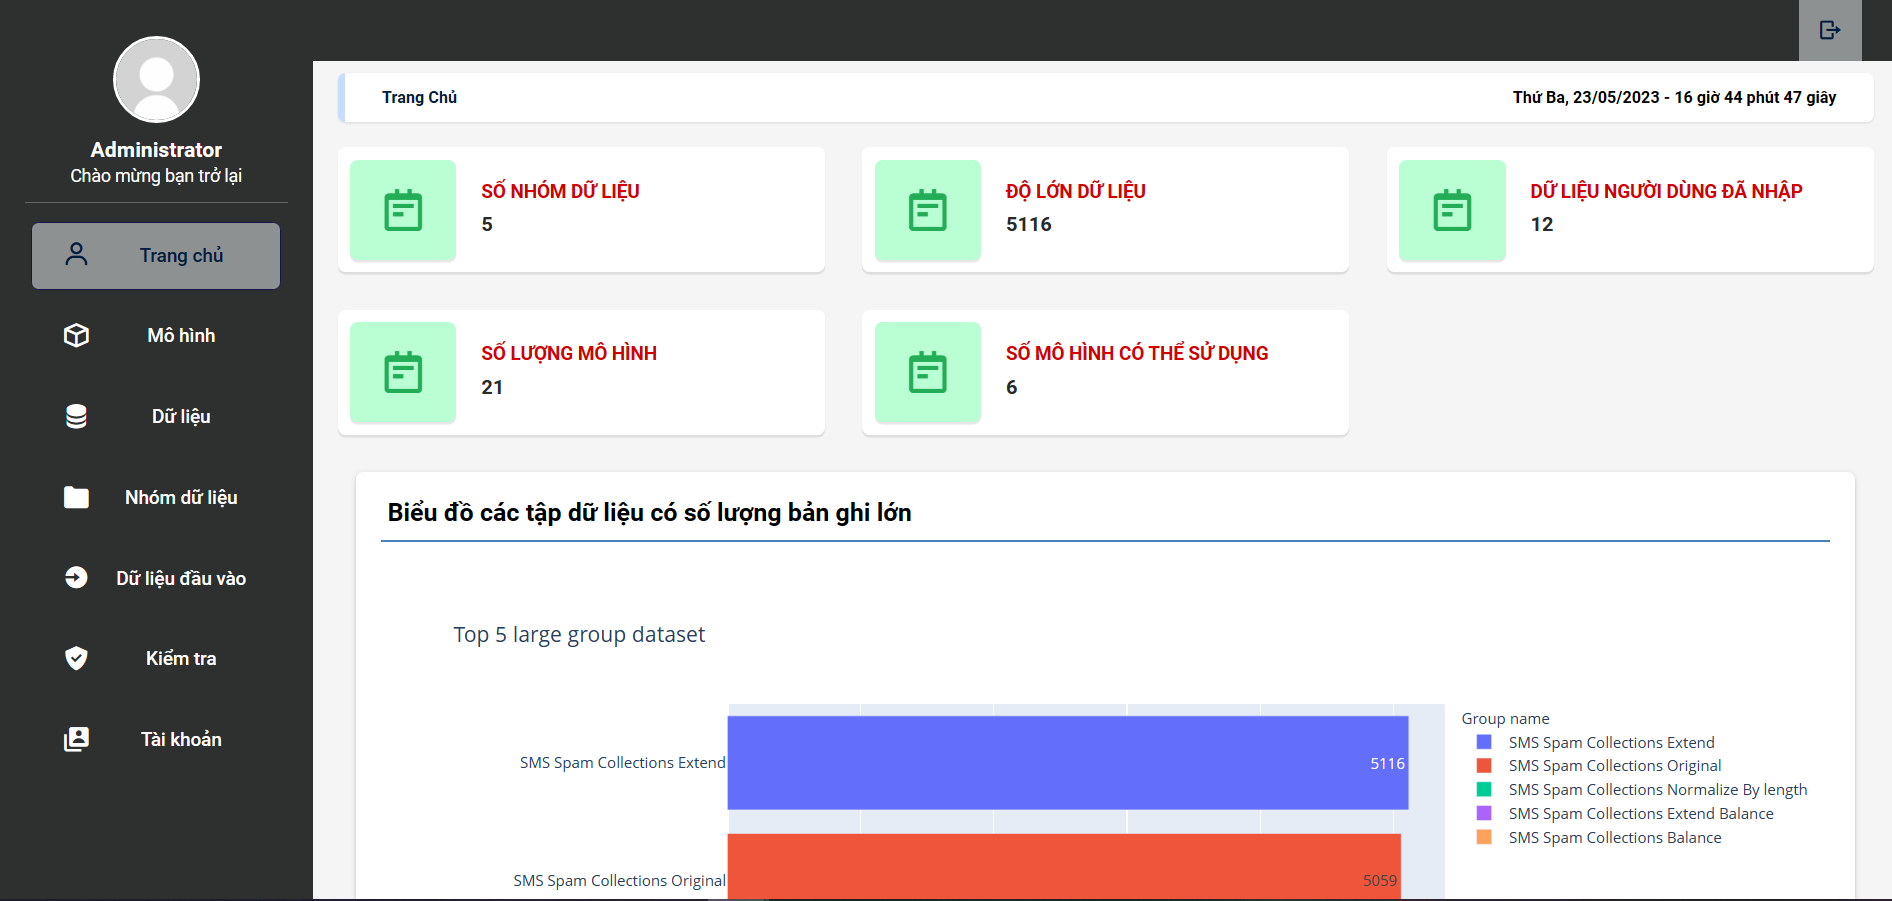 Administrator
Chào mừng bạn trở lại
Trang chủ
Mô hình
Dữ liệu
Nhóm dữ liệu
Dữ liệu đầu vào
Kiểm tra
Tài khoản
Trang Chủ
Thứ Ba, 23/05/2023 - 16 giờ 44 phút 47 giây
SỐ NHÓM DỮ LIỆU
5
ĐỘ LỚN DỮ LIỆU
5116
DỮ LIỆU NGƯỜI DÙNG ĐÃ NHẬP
12
SỐ LƯỢNG MÔ HÌNH
21
SỐ MÔ HÌNH CÓ THỂ SỬ DỤNG
6
Biểu đồ các tập dữ liệu có số lượng bản ghi lớn
Top 5 large group dataset
SMS Spam Collections Extend
5116
SMS Spam Collections Original
5059
Group name
SMS Spam Collections Extend
SMS Spam Collections Original
SMS Spam Collections Normalize By length
SMS Spam Collections Extend Balance
SMS Spam Collections Balance